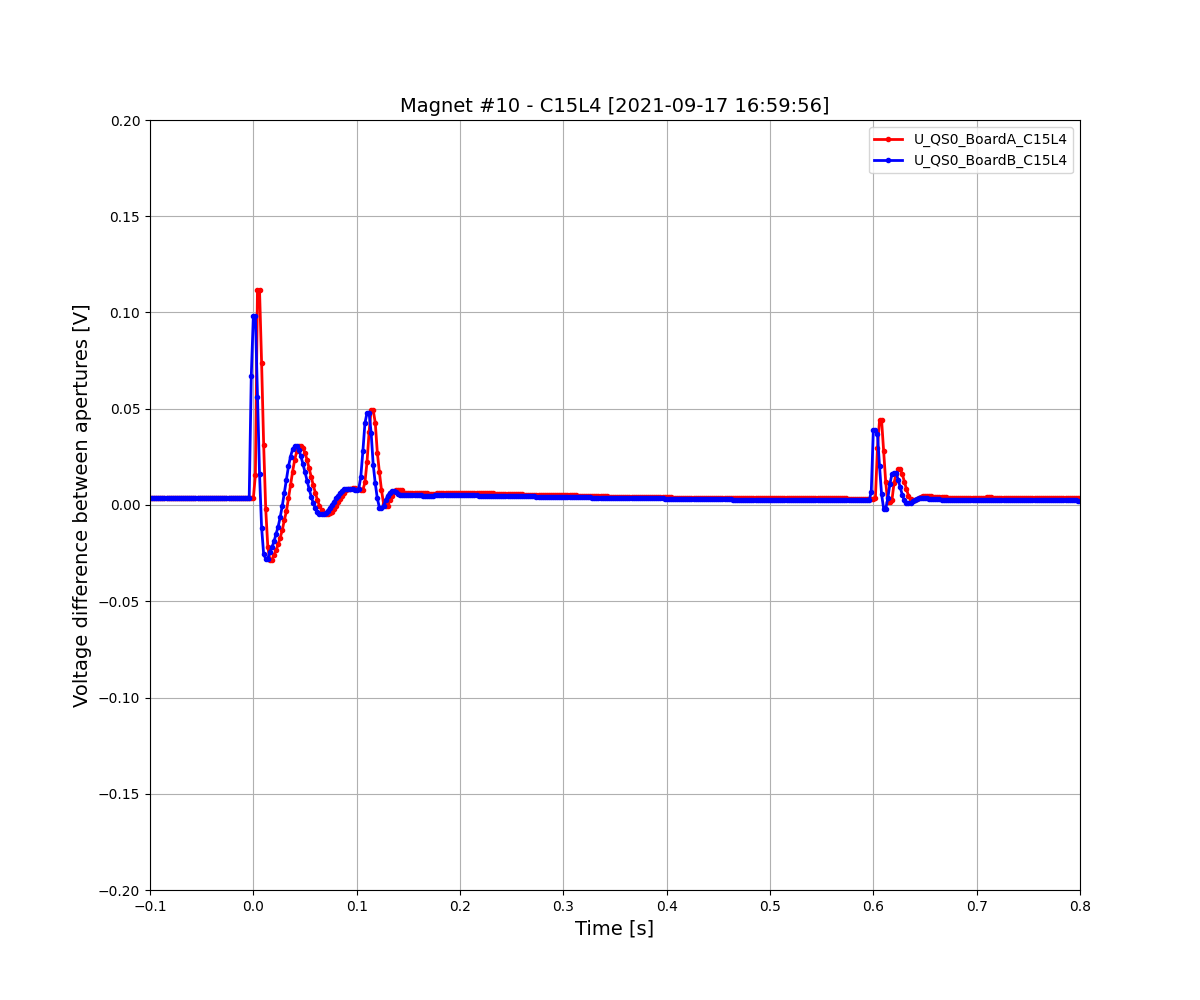 Magnet #10 - C15L4 [2021-09-17 16:59:56]
U_QS0_BoardA_C15L4
U_QS0_BoardB_C15L4
Voltage difference between apertures [V]
0.20
0.15
0.10
0.05
0.00
−0.05
−0.10
−0.15
−0.20
−0.1 0.0 0.1 0.2 0.3 0.4 0.5 0.6 0.7 0.8
Time [s]